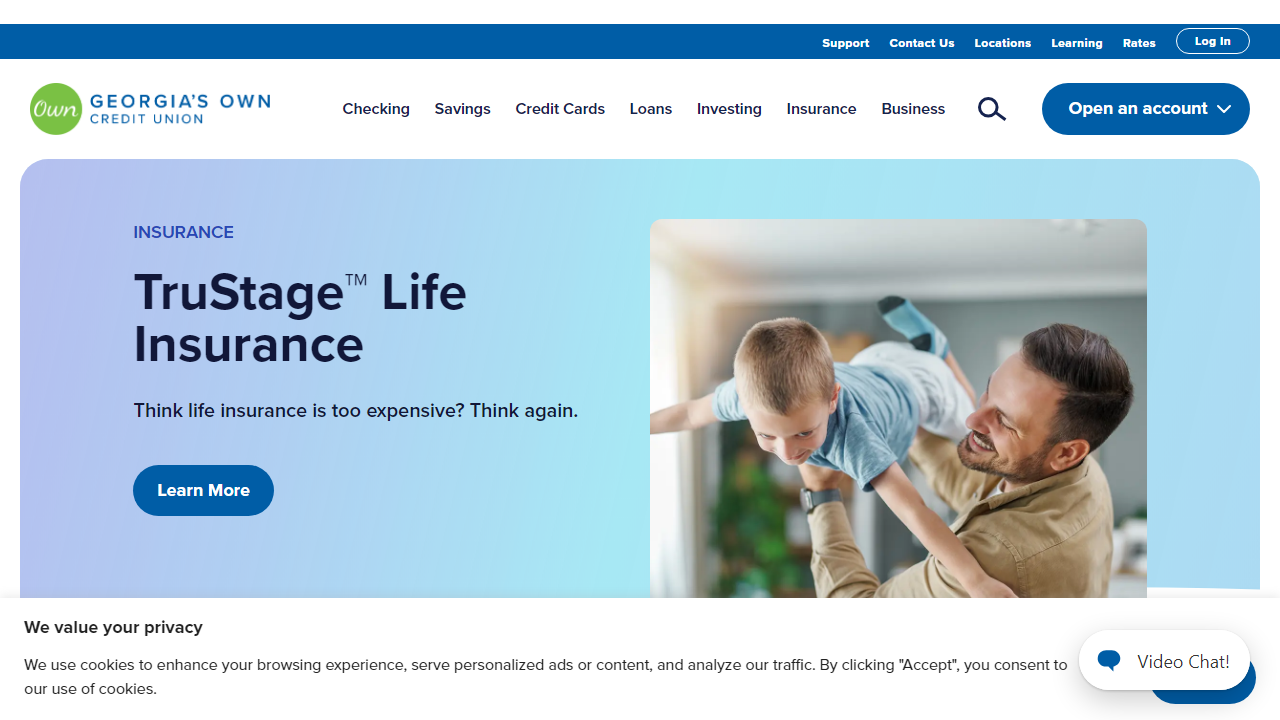 Support Contact Us Locations Learning Rates Log In
Own GEORGIA'S OWN
CREDIT UNION
Checking Savings Credit Cards Loans Investing Insurance Business Open an account
INSURANCE
TruStage™ Life
Insurance
Think life insurance is too expensive? Think again.
Learn More
We value your privacy
We use cookies to enhance your browsing experience, serve personalized ads or content, and analyze our traffic. By clicking "Accept", you consent to
our use of cookies.
Video Chat!